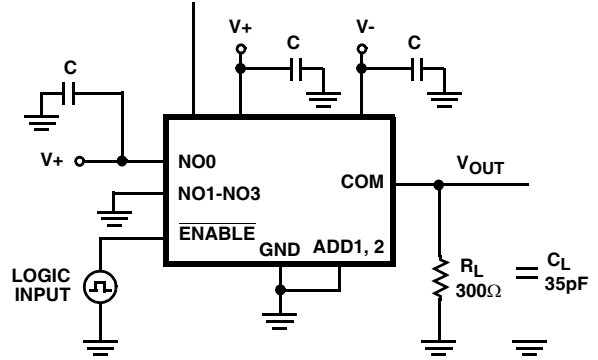 V+
V-
C
C
C
V+
NO0
NO1-NO3
ENABLE
GND
ADD1, 2
COM
VOUT
LOGIC
INPUT
RL
300Ω
CL
35pF